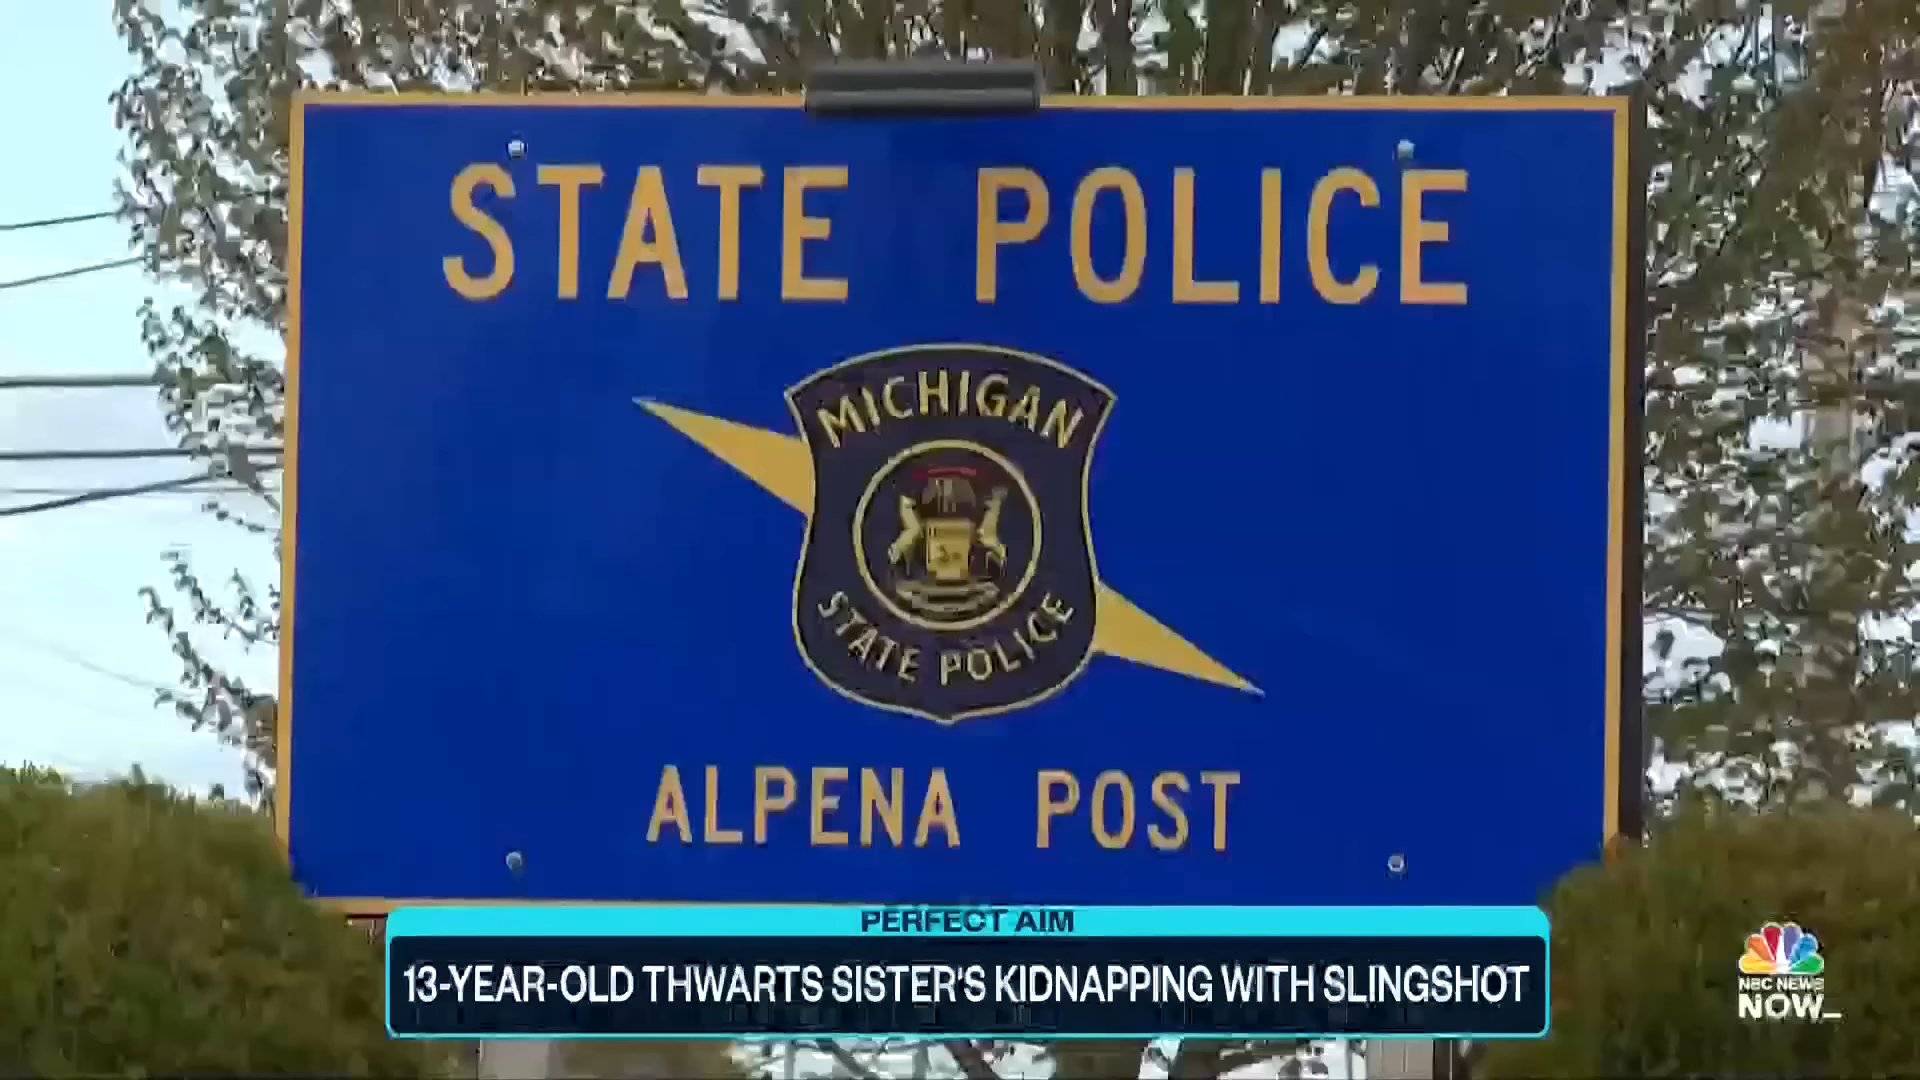 STATE POLICE
MICHIGAN
STATE POLICE
ALPENA POST
PERFECT AIM
13-YEAR-OLD THWARTS SISTER'S KIDNAPPING WITH SLINGSHOT
NBC NEWS
NOW_